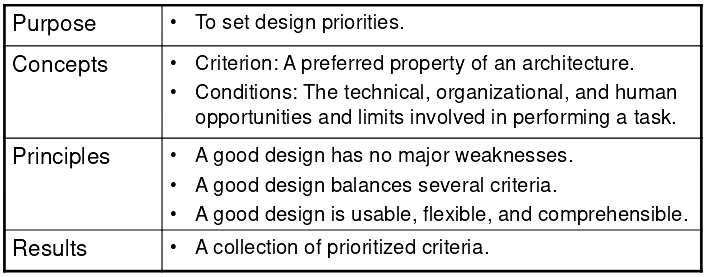 Purpose
• To set design priorities.
Concepts
• Criterion: A preferred property of an architecture.
• Conditions: The technical, organizational, and human
opportunities and limits involved in performing a task.
Principles
• A good design has no major weaknesses.
• A good design balances several criteria.
• A good design is usable, flexible, and comprehensible.
Results
• A collection of prioritized criteria.